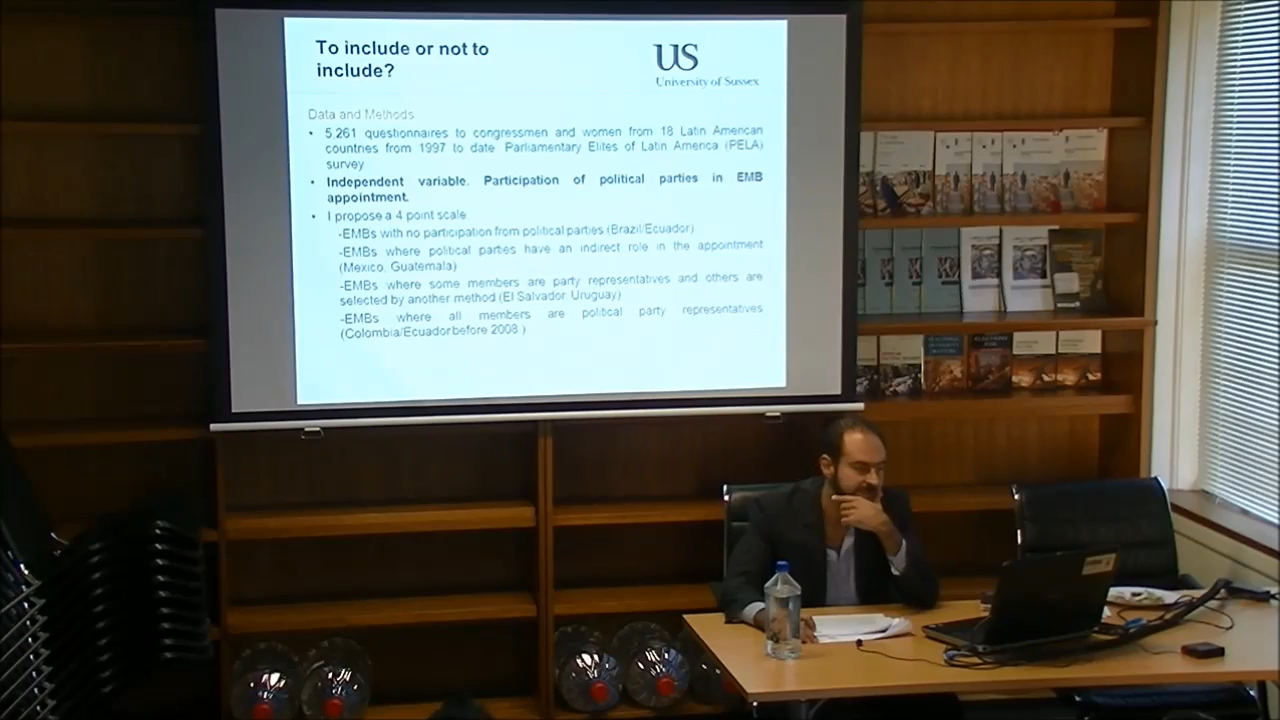 To include or not to
include?
US
University of Sussex
Data and Methods
• 5,261 questionnaires to congressmen and women from 18 Latin American
countries from 1997 to date Parliamentary Elites of Latin America (PELA)
survey
• Independent variable. Participation of political parties in EMB
appointment.
• I propose a 4 point scale
-EMBs with no participation from political parties (Brazil/Ecuador)
-EMBs where political parties have an indirect role in the appointment
(Mexico, Guatemala)
-EMBs where some members are party representatives and others are
selected by another method (El Salvador, Uruguay)
-EMBs where all members are political party representatives
(Colombia/Ecuador before 2008 )